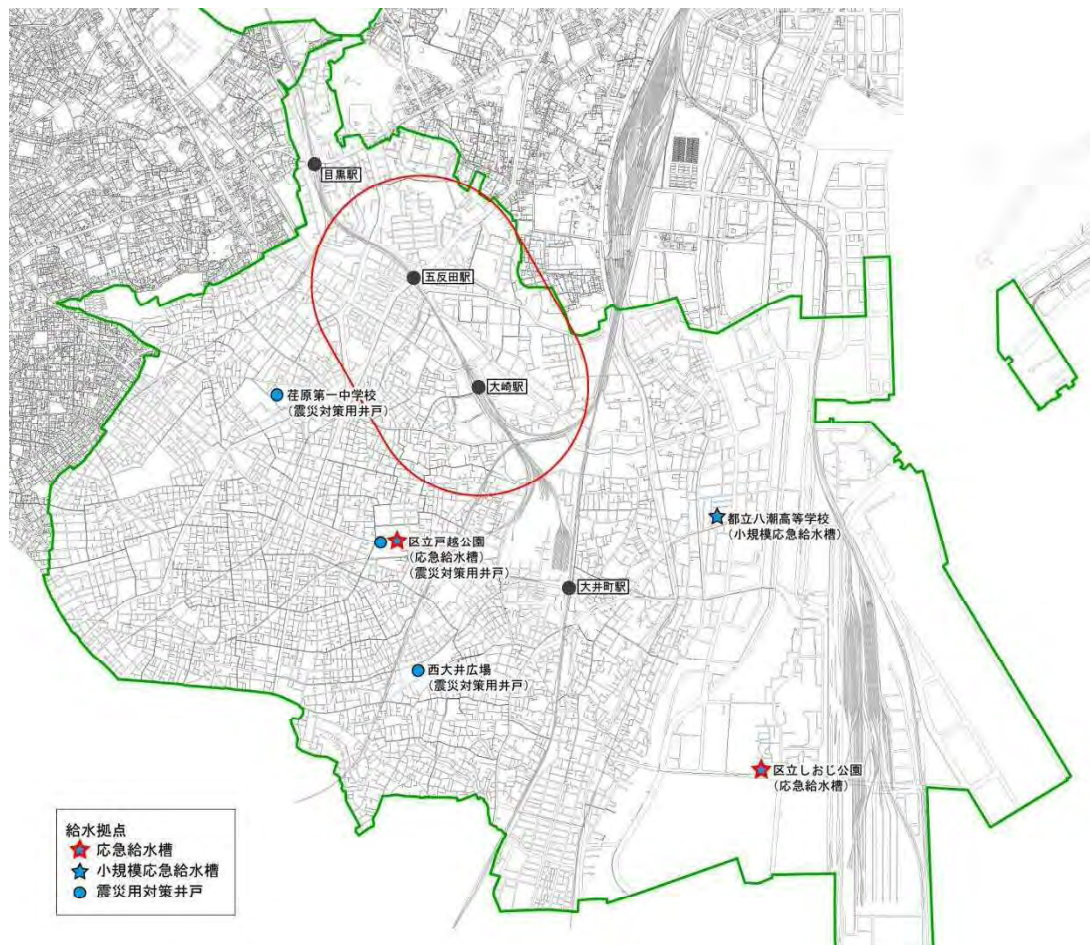 目黒駅
五反田駅
大崎駅
荏原第一中学校
(震災対策用井戸)
都立八潮高等学校
(小規模応急給水槽)
区立戸越公園
(応急給水槽)
(震災対策用井戸)
大井町駅
西大井広場
(震災対策用井戸)
区立しおじ公園
(応急給水槽)
給水拠点
応急給水槽
小規模応急給水槽
震災用対策井戸